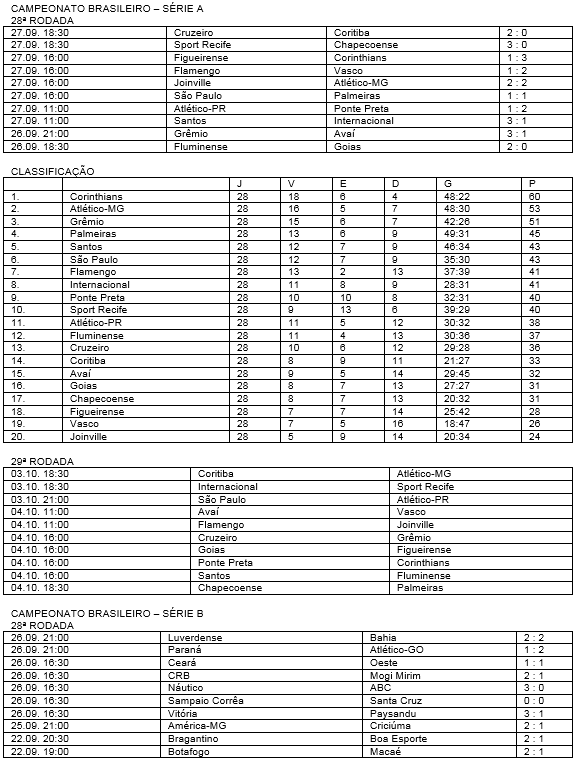 CAMPEONATO BRASILEIRO – SÉRIE A
28ª RODADA
27.09. 18:30 Cruzeiro Coritiba 2 : 0
27.09. 18:30 Sport Recife Chapecoense 3 : 0
27.09. 16:00 Figueirense Corinthians 1 : 3
27.09. 16:00 Flamengo Vasco 1 : 2
27.09. 16:00 Joinville Atlético-MG 2 : 2
27.09. 16:00 São Paulo Palmeiras 1 : 1
27.09. 11:00 Atlético-PR Ponte Preta 1 : 2
27.09. 11:00 Santos Internacional 3 : 1
26.09. 21:00 Grêmio Avaí 3 : 1
26.09. 18:30 Fluminense Goias 2 : 0
CLASSIFICAÇÃO
J V E D G P
1. Corinthians 28 18 6 4 48:22 60
2. Atlético-MG 28 16 5 7 48:30 53
3. Grêmio 28 15 6 7 42:26 51
4. Palmeiras 28 13 6 9 49:31 45
5. Santos 28 12 7 9 46:34 43
6. São Paulo 28 12 7 9 35:30 43
7. Flamengo 28 13 2 13 37:39 41
8. Internacional 28 11 8 9 28:31 41
9. Ponte Preta 28 10 10 8 32:31 40
10. Sport Recife 28 9 13 6 39:29 40
11. Atlético-PR 28 11 5 12 30:32 38
12. Fluminense 28 11 4 13 30:36 37
13. Cruzeiro 28 10 6 12 29:28 36
14. Coritiba 28 8 9 11 21:27 33
15. Avaí 28 9 5 14 29:45 32
16. Goias 28 8 7 13 27:27 31
17. Chapecoense 28 8 7 13 20:32 31
18. Figueirense 28 7 7 14 25:42 28
19. Vasco 28 7 5 16 18:47 26
20. Joinville 28 5 9 14 20:34 24
29ª RODADA
03.10. 18:30 Coritiba Atlético-MG
03.10. 18:30 Internacional Sport Recife
03.10. 21:00 São Paulo Atlético-PR
04.10. 11:00 Avaí Vasco
04.10. 11:00 Flamengo Joinville
04.10. 16:00 Cruzeiro Grêmio
04.10. 16:00 Goias Figueirense
04.10. 16:00 Ponte Preta Corinthians
04.10. 16:00 Santos Fluminense
04.10. 18:30 Chapecoense Palmeiras
CAMPEONATO BRASILEIRO – SÉRIE B
28ª RODADA
26.09. 21:00 Luverdense Bahia 2 : 2
26.09. 21:00 Paraná Atlético-GO 1 : 2
26.09. 16:30 Ceará Oeste 1 : 1
26.09. 16:30 CRB Mogi Mirim 2 : 1
26.09. 16:30 Náutico ABC 3 : 0
26.09. 16:30 Sampaio Corrêa Santa Cruz 0 : 0
26.09. 16:30 Vitória Paysandu 3 : 1
25.09. 21:00 América-MG Criciúma 2 : 1
22.09. 20:30 Bragantino Boa Esporte 2 : 1
22.09. 19:00 Botafogo Macaé 2 : 1